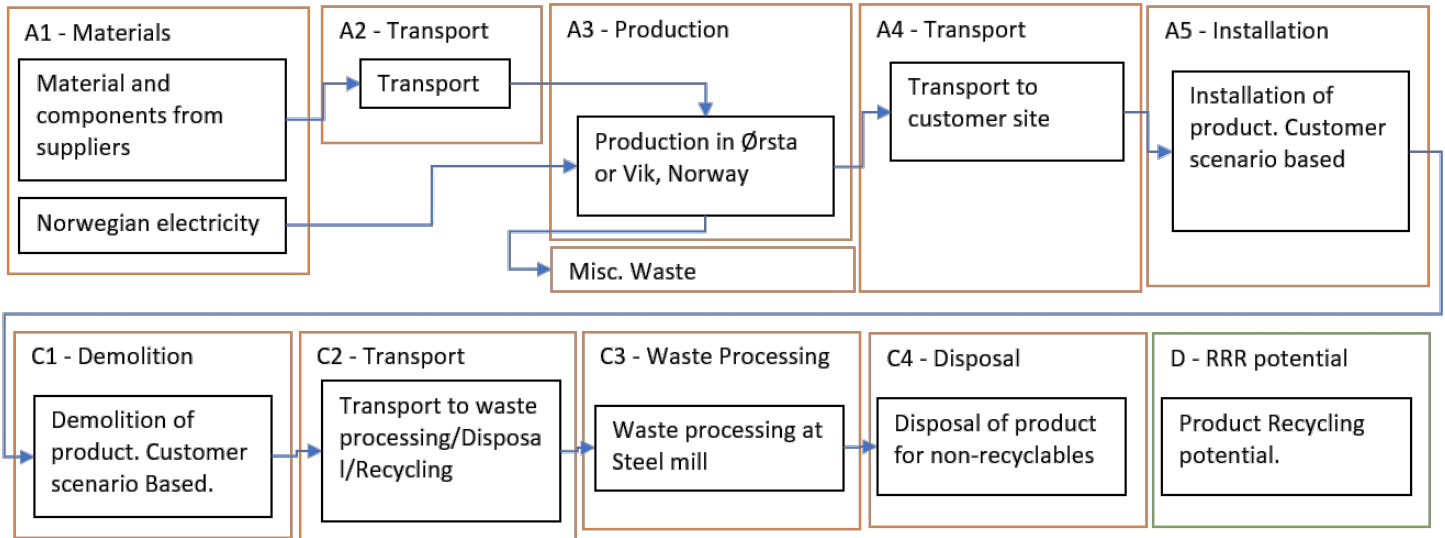 A1 - Materials
Material and
components from
suppliers
Norwegian electricity
A2 - Transport
Transport
A3 - Production
Production in Ørsta
or Vik, Norway
Misc. Waste
A4 - Transport
Transport to
customer site
A5 - Installation
Installation of
product. Customer
scenario based
C1 - Demolition
Demolition of
product. Customer
scenario Based.
C2 - Transport
Transport to waste
processing/Disposa
l/Recycling
C3 - Waste Processing
Waste processing at
Steel mill
C4 - Disposal
Disposal of product
for non-recyclables
D - RRR potential
Product Recycling
potential.